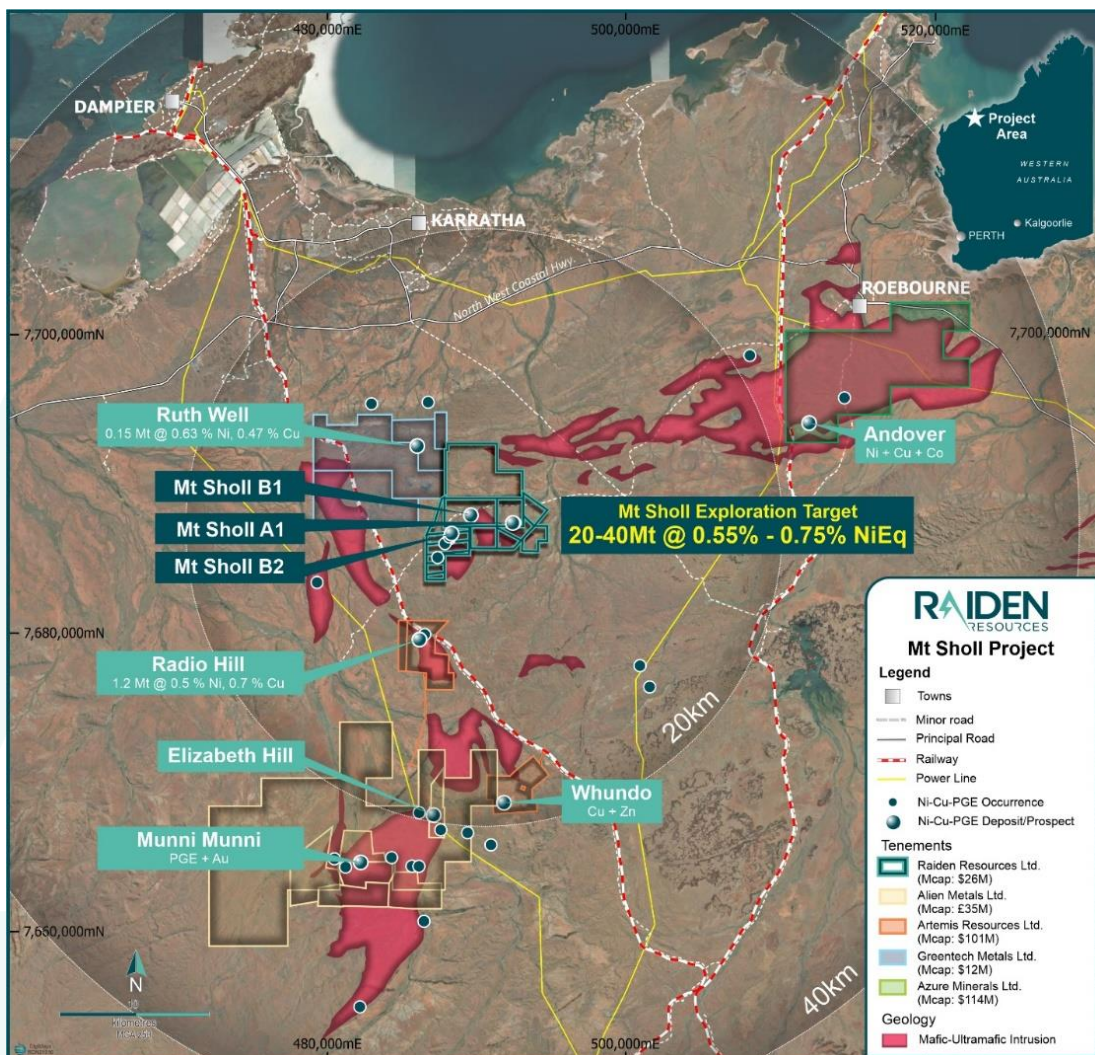 480,000mE
500,000mE
520,000mE
DAMPIER
KARRATHA
North West Coastal Hwy.
ROEBOURNE
Project
Area
WESTERN
AUSTRALIA
Kalgoorlie
PERTH
7,700,000mN
7,700,000mN
Ruth Well
0.15 Mt @ 0.63 % Ni, 0.47 % Cu
Andover
Ni + Cu + Co
Mt Sholl B1
Mt Sholl A1
Mt Sholl B2
Mt Sholl Exploration Target
20-40Mt @ 0.55% - 0.75% NiEq
7,680,000mN
Radio Hill
1.2 Mt @ 0.5 % Ni, 0.7 % Cu
20km
Elizabeth Hill
Whundo
Cu + Zn
Munni Munni
PGE + Au
7,650,000mN
N
10
kilometres
40km
480,000mE
500,000mE
RAIDEN
RESOURCES
Mt Sholl Project
Legend
Towns
Minor road
Principal Road
Railway
Power Line
Ni-Cu-PGE Occurrence
Ni-Cu-PGE Deposit/Prospect
Tenements
Raiden Resources Ltd.
(Mcap: $26M)
Alien Metals Ltd.
(Mcap: £35M)
Artemis Resources Ltd.
(Mcap: $101M)
Greentech Metals Ltd.
(Mcap: $12M)
Azure Minerals Ltd.
(Mcap: $114M)
Geology
Mafic-Ultramafic Intrusion